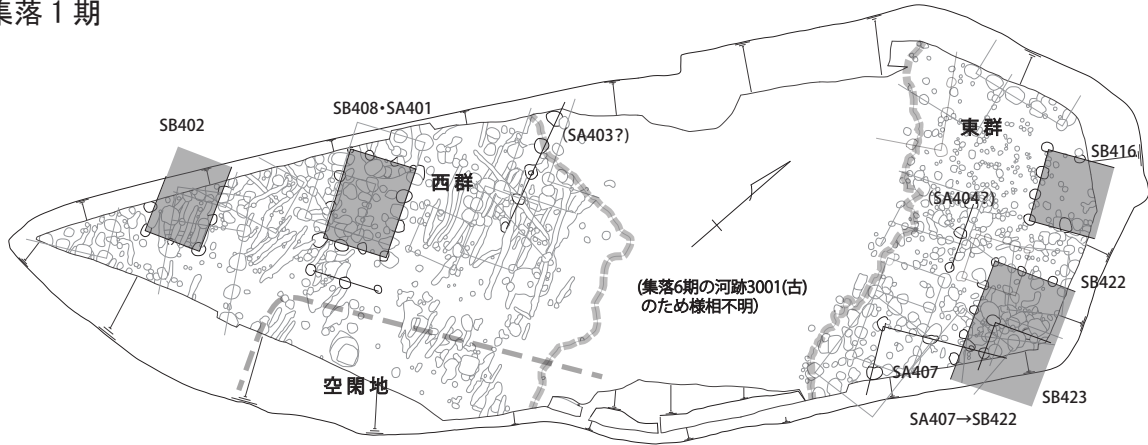 集落1期
SB402
SB408・SA401
(SA403?)
西群
東群
SB416
(SA404?)
(集落6期の河跡3001(古)
のため様相不明)
SB422
空閑地
SA407
SB423
SA407→SB422